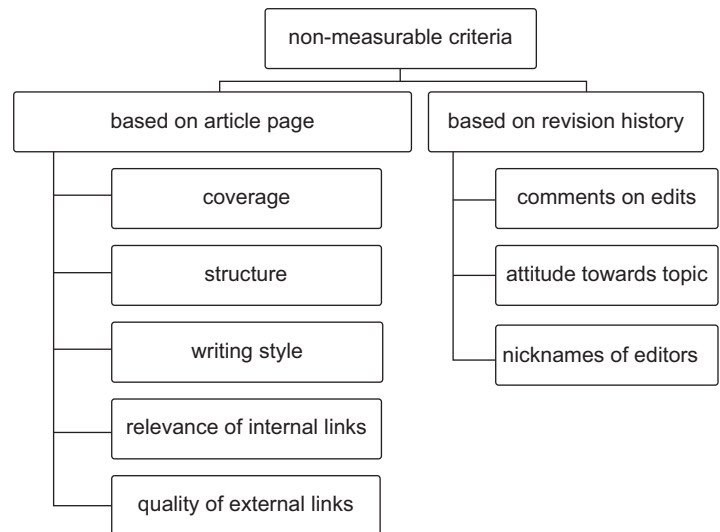 non-measurable criteria
based on article page
based on revision history
coverage
structure
writing style
relevance of internal links
quality of external links
comments on edits
attitude towards topic
nicknames of editors